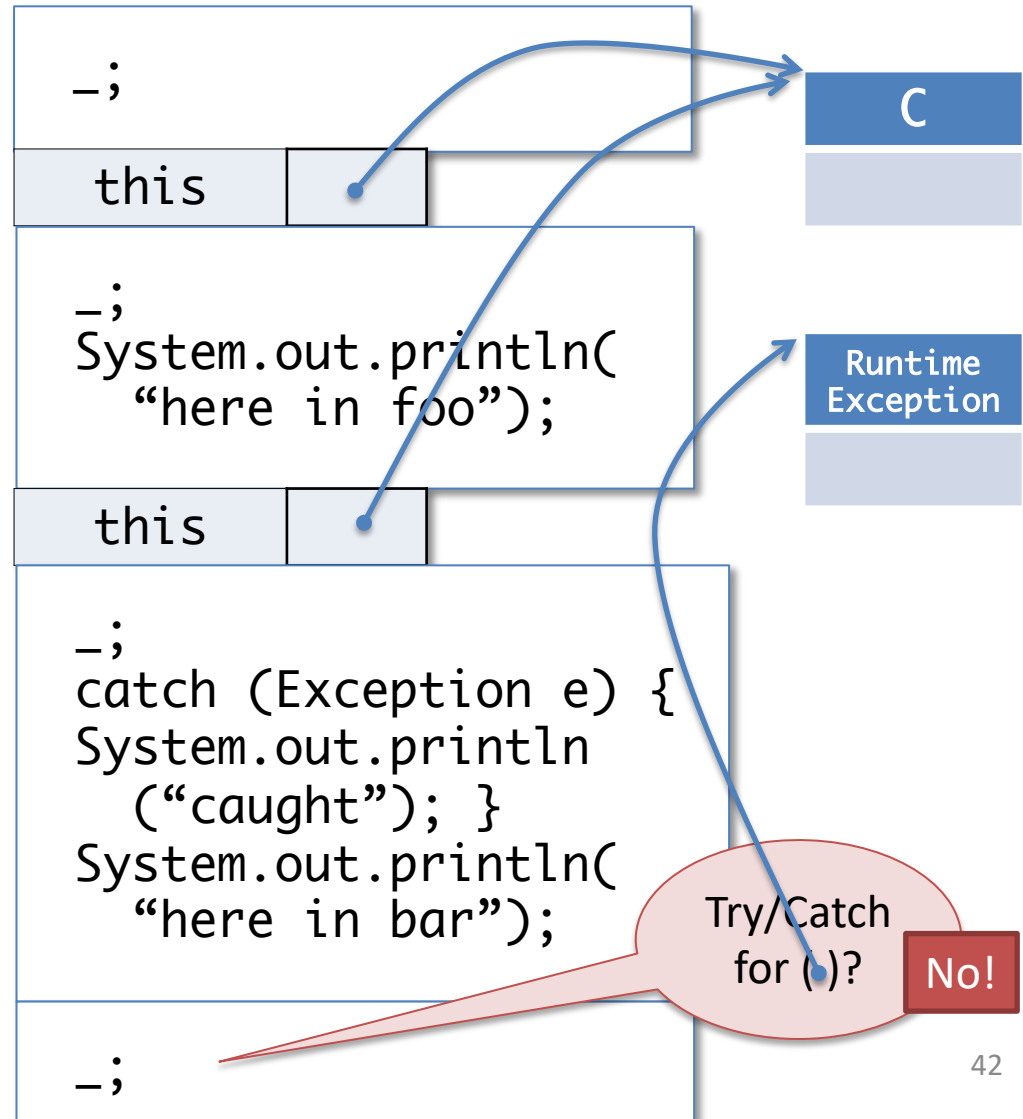 _;
C
this
_;
System.out.println(
“here in foo”);
Runtime
Exception
this
_;
catch (Exception e) {
System.out.println
(“caught”); }
System.out.println(
“here in bar”);
Try/Catch
for ( )?
No!
_;
42